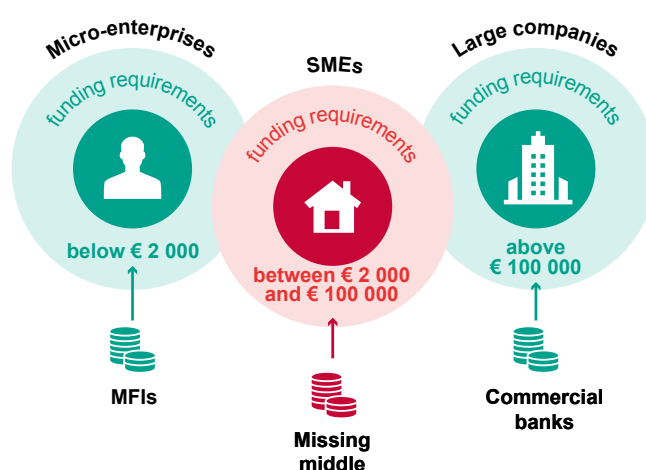 Micro-enterprises
funding requirements
below € 2 000
MFIs
SMEs
funding requirements
between € 2 000
and € 100 000
Missing
middle
Large companies
funding requirements
above
€ 100 000
Commercial
banks